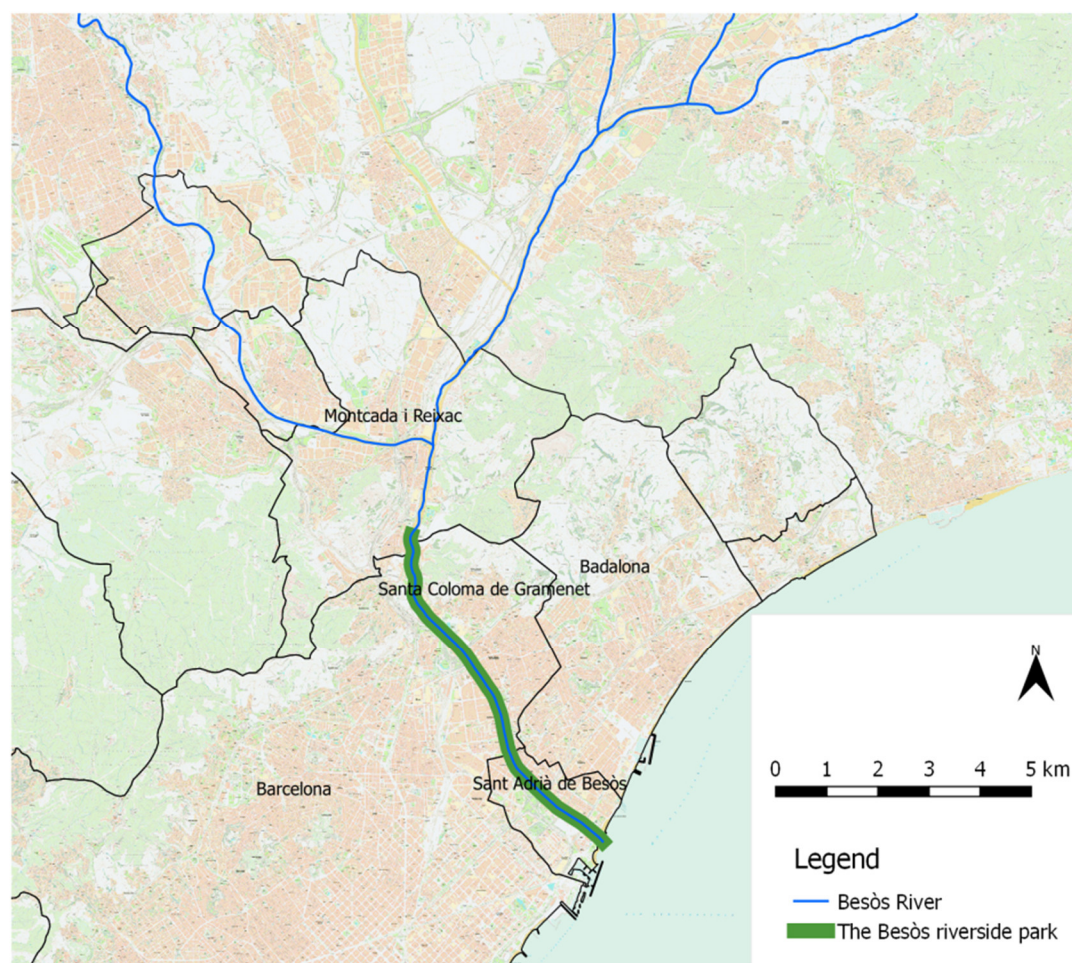 Montcada i Reixac
Badalona
Santa Coloma de Gramenet
Sant Adrià de Besòs
Barcelona
N
0 1 2 3 4 5 km
Legend
Besòs River
The Besòs riverside park